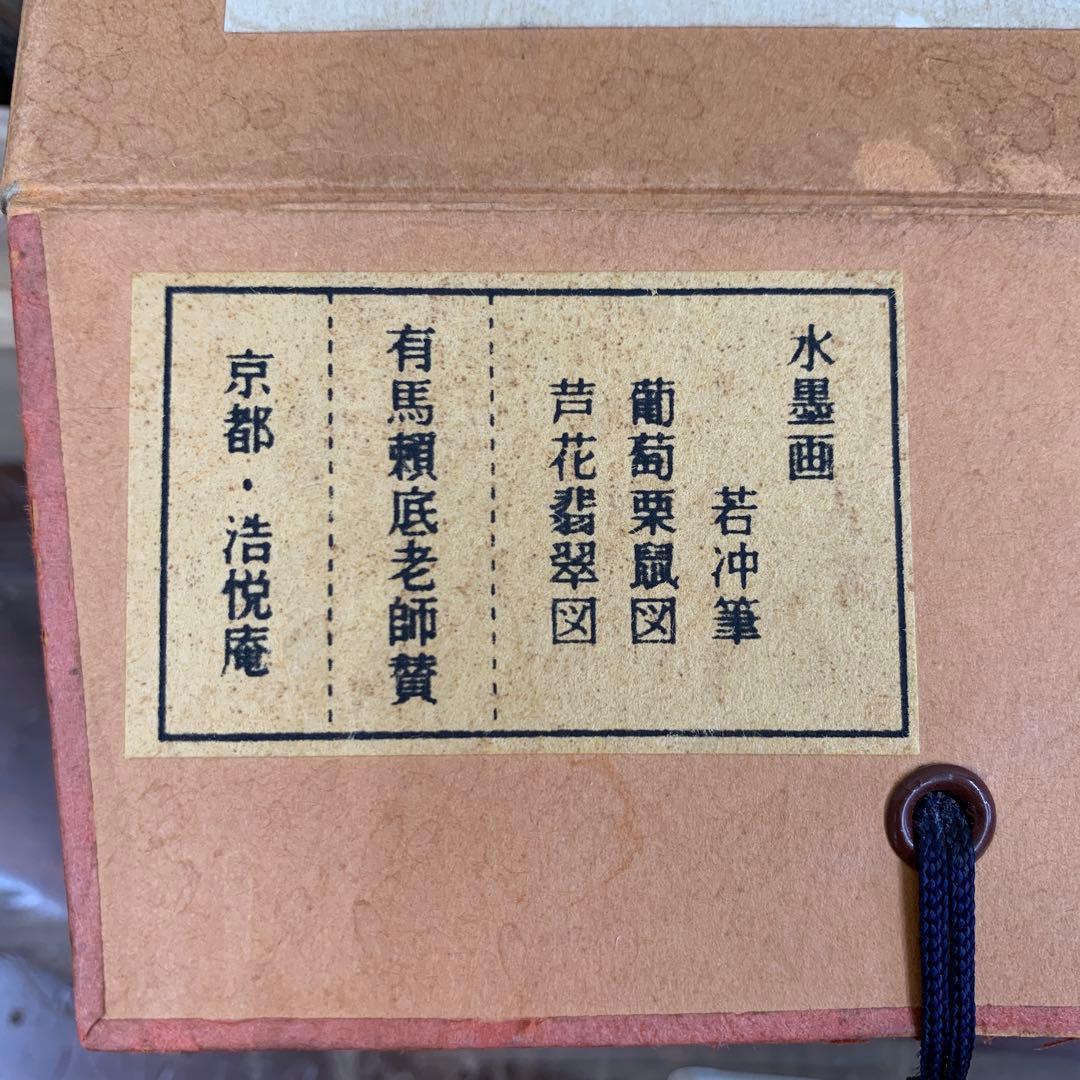 水墨画
若冲筆
葡萄栗鼠図
芦花翡翠図
有馬頼底老師賛
京都・浩悦庵